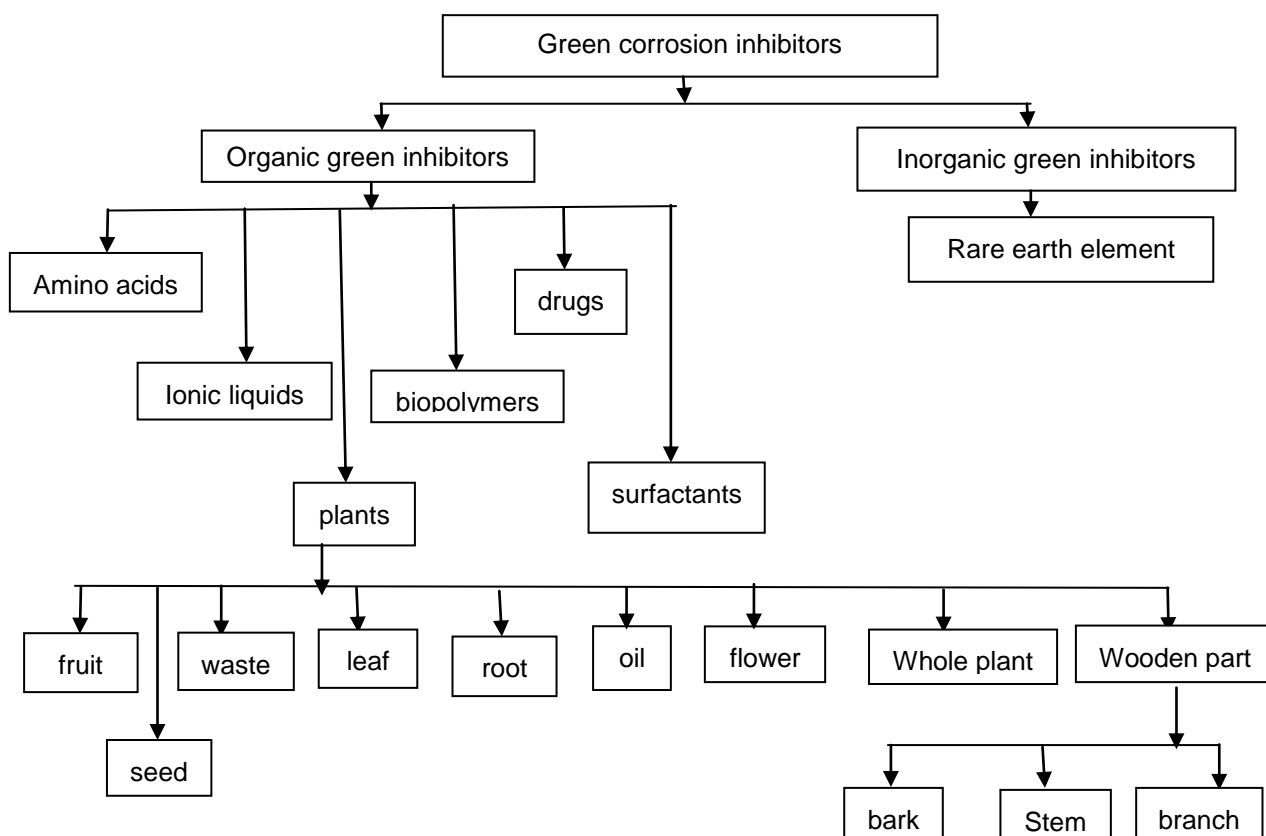 Green corrosion inhibitors
Organic green inhibitors
Inorganic green inhibitors
Rare earth element
Amino acids
drugs
Ionic liquids
biopolymers
surfactants
plants
fruit
waste
leaf
root
oil
flower
Whole plant
Wooden part
seed
bark
Stem
branch